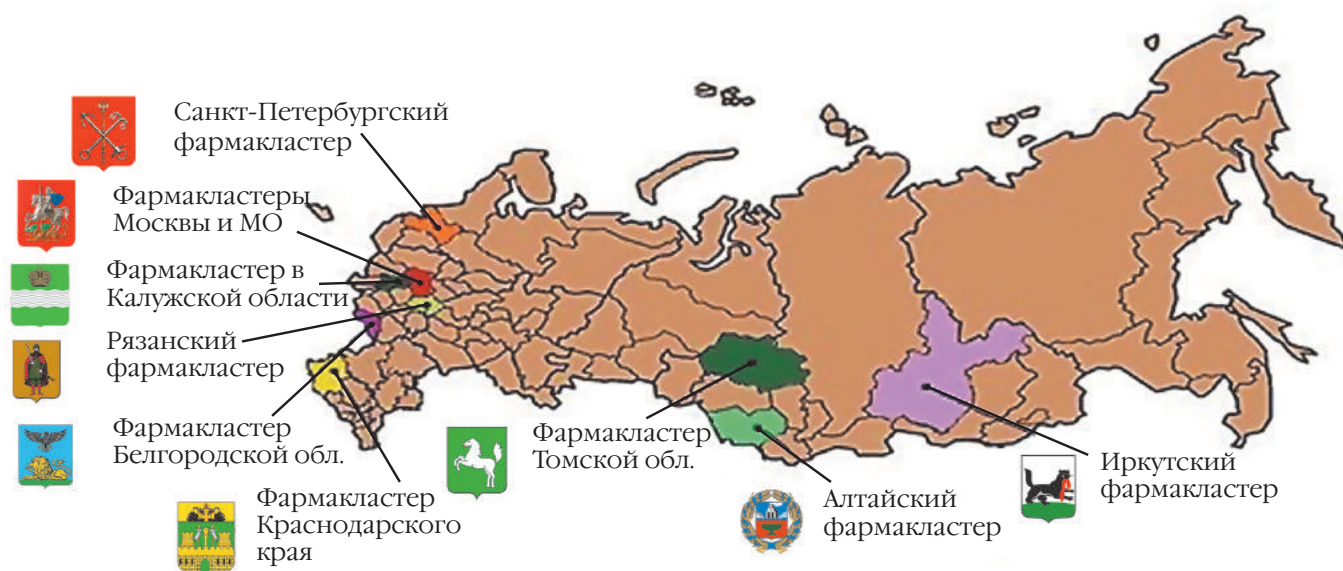 Санкт-Петербургский
фармакластер
Фармакластеры
Москвы и МО
Фармакластер в
Калужской области
Рязанский
фармакластер
Фармакластер
Белгородской обл.
Фармакластер
Краснодарского
края
Фармакластер
Томской обл.
Алтайский
фармакластер
Иркутский
фармакластер